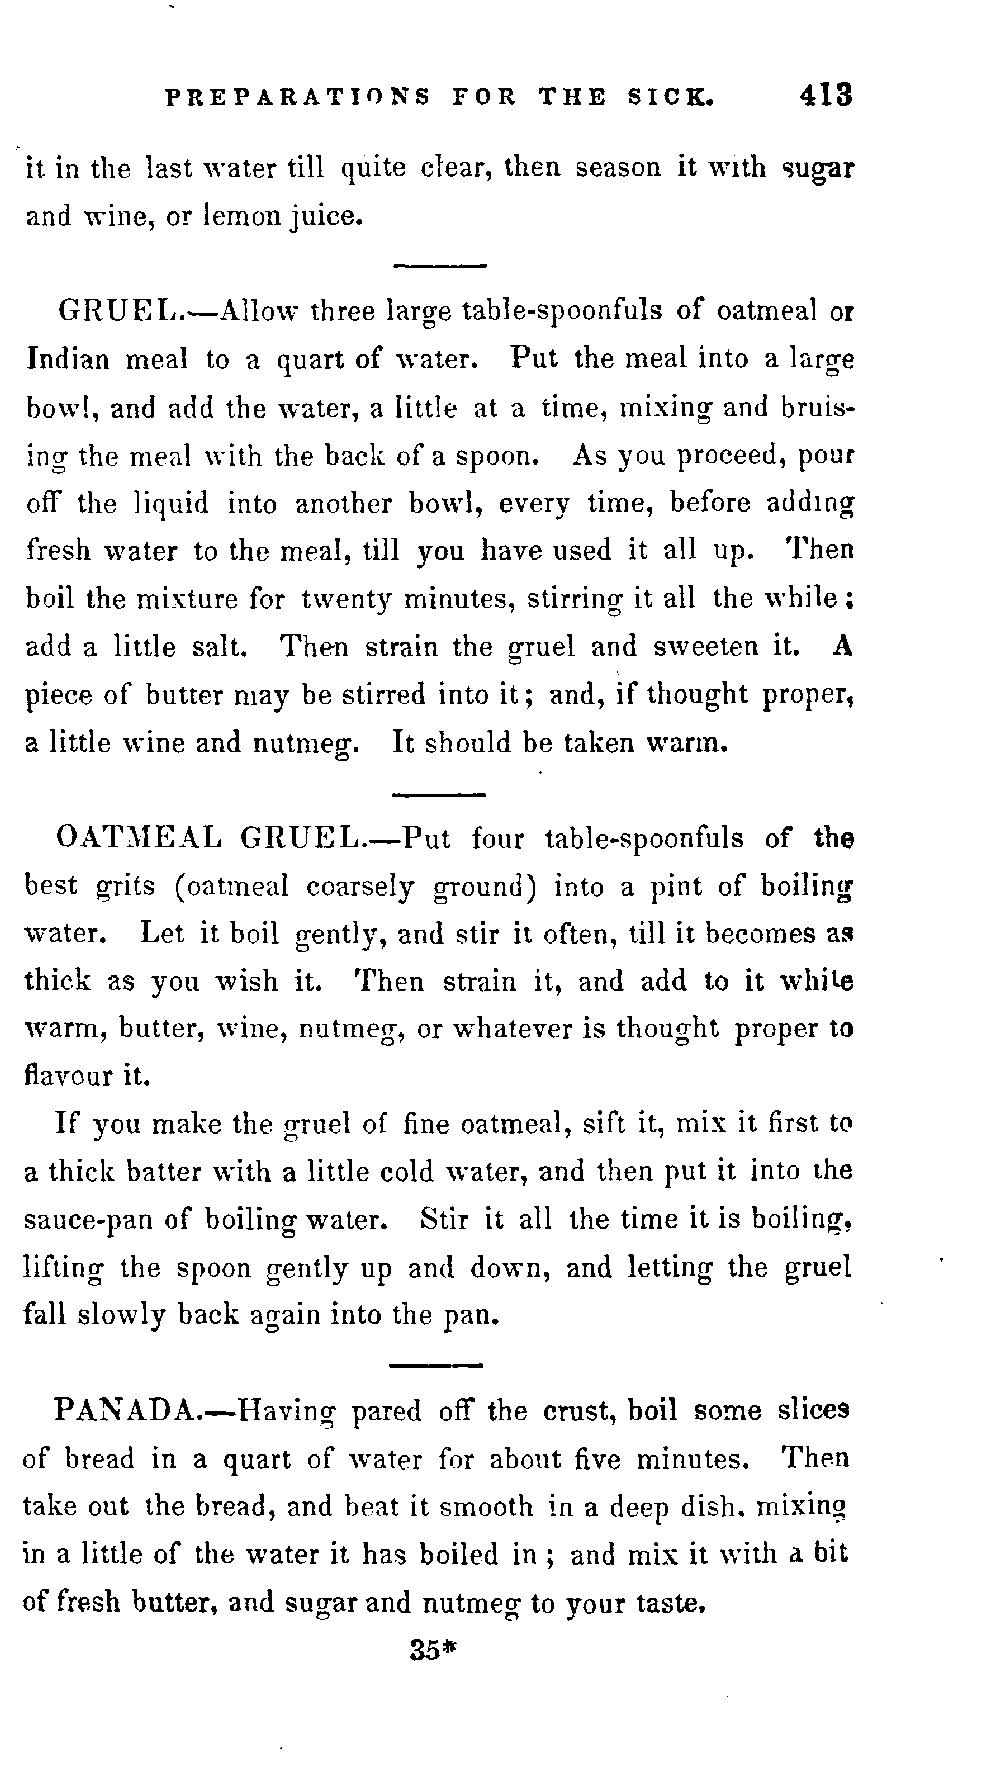 PREPARATIONS FOR THE SICK. 413
it in the last water till quite clear, then season it with sugar
and wine, or lemon juice.
GRUEL.—Allow three large table-spoonfuls of oatmeal or
Indian meal to a quart of water. Put the meal into a large
bowl, and add the water, a little at a time, mixing and bruis-
ing the meal with the back of a spoon. As you proceed, pour
off the liquid into another bowl, every time, before adding
fresh water to the meal, till you have used it all up. Then
boil the mixture for twenty minutes, stirring it all the while;
add a little salt. Then strain the gruel and sweeten it. A
piece of butter may be stirred into it; and, if thought proper,
a little wine and nutmeg. It should be taken warm.
OATMEAL GRUEL.—Put four table-spoonfuls of the
best grits (oatmeal coarsely ground) into a pint of boiling
water. Let it boil gently, and stir it often, till it becomes as
thick as you wish it. Then strain it, and add to it while
warm, butter, wine, nutmeg, or whatever is thought proper to
flavour it.
If you make the gruel of fine oatmeal, sift it, mix it first to
a thick batter with a little cold water, and then put it into the
sauce-pan of boiling water. Stir it all the time it is boiling,
lifting the spoon gently up and down, and letting the gruel
fall slowly back again into the pan.
PANADA.—Having pared off the crust, boil some slices
of bread in a quart of water for about five minutes. Then
take out the bread, and beat it smooth in a deep dish, mixing
in a little of the water it has boiled in; and mix it with a bit
of fresh butter, and sugar and nutmeg to your taste.
35*